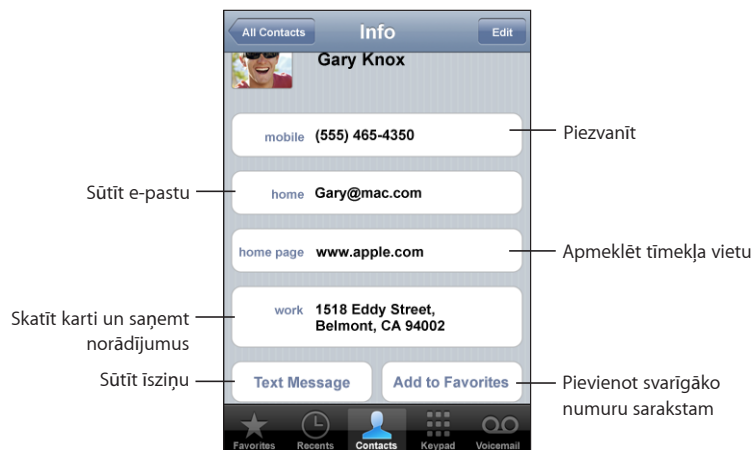 All Contacts
Info
Edit
Gary Knox
mobile (555) 465-4350
Piezvanīt
Sūtīt e-pastu
home Gary@mac.com
home page www.apple.com
Apmeklēt tīmekļa vietu
Skatīt karti un saņemt
norādījumus
work 1518 Eddy Street,
Belmont, CA 94002
Sūtīt īsziņu
Text Message
Add to Favorites
Pievienot svarīgāko
numuru sarakstam
Favorites Recents Contacts Keypad Voicemail